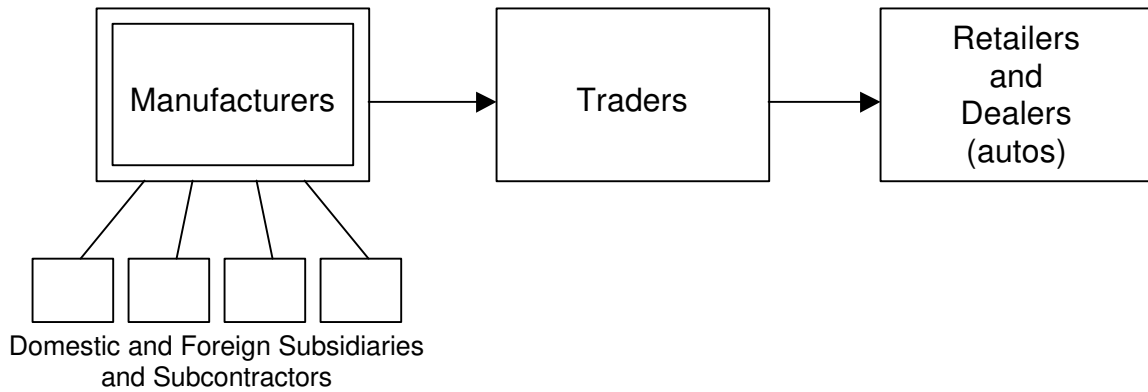 Manufacturers
Traders
Retailers
and
Dealers
(autos)
Domestic and Foreign Subsidiaries
and Subcontractors